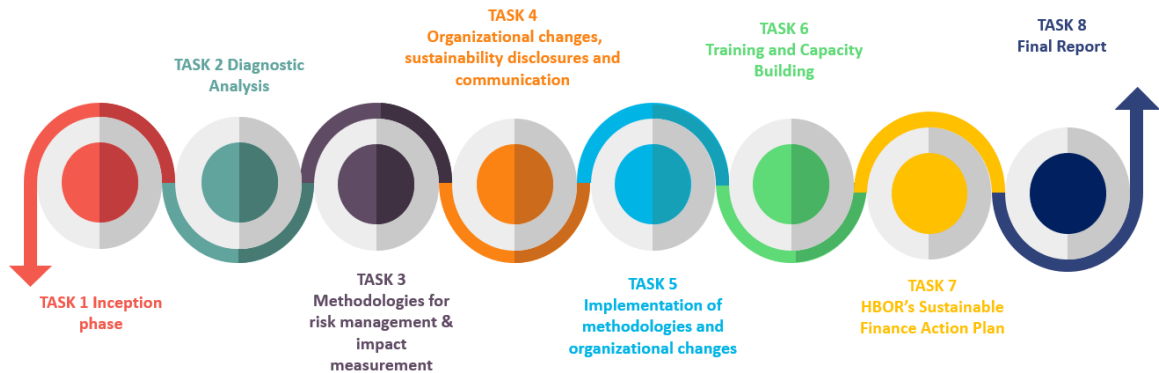 TASK 1 Inception
phase
TASK 2 Diagnostic
Analysis
TASK 3
Methodologies for
risk management &
impact
measurement
TASK 4
Organizational changes,
sustainability disclosures and
communication
TASK 5
Implementation of
methodologies and
organizational changes
TASK 6
Training and Capacity
Building
TASK 7
HBOR's Sustainable
Finance Action Plan
TASK 8
Final Report